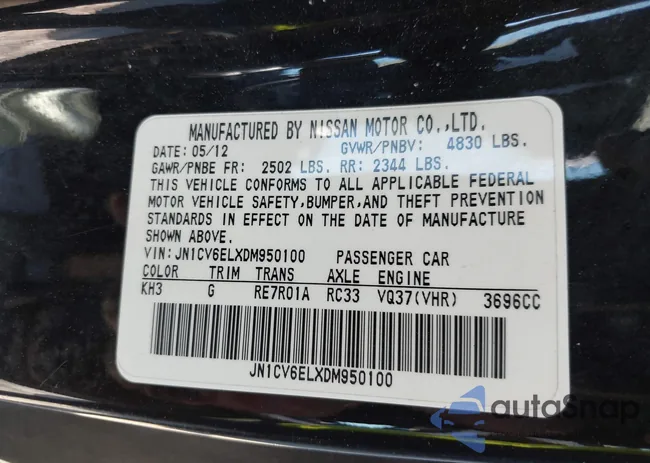 MANUFACTURED BY NISSAN MOTOR CO.,LTD.
DATE: 05/12 GVWR/PNBV: 4830 LBS.
GAWR/PNBE FR: 2502 LBS. RR: 2344 LBS.
THIS VEHICLE CONFORMS TO ALL APPLICABLE FEDERAL
MOTOR VEHICLE SAFETY,BUMPER,AND THEFT PREVENTION
STANDARDS IN EFFECT ON THE DATE OF MANUFACTURE
SHOWN ABOVE.
VIN:JN1CV6ELXDM950100 PASSENGER CAR
COLOR TRIM TRANS AXLE ENGINE
KH3 G RE7R01A RC33 VQ37(VHR) 3696CC
JN1CV6ELXDM950100
autoSnap